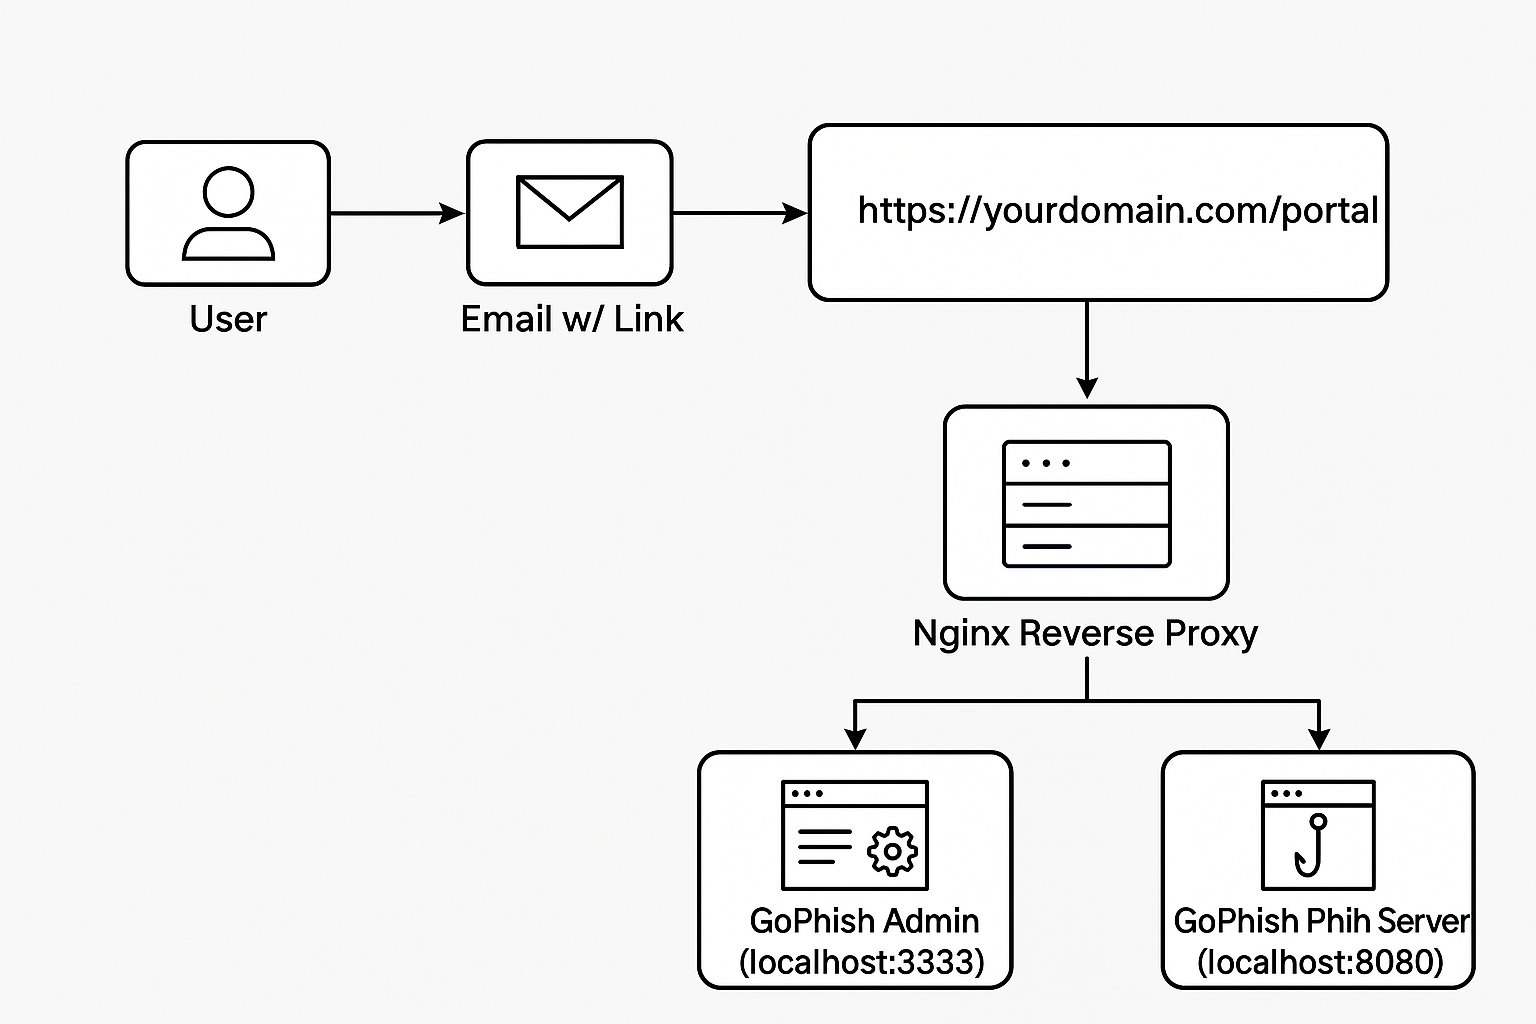 https://yourdomain.com/portal
User
Email w/ Link
Nginx Reverse Proxy
GoPhish Admin
(localhost:3333)
GoPhish Phih Server
(localhost:8080)